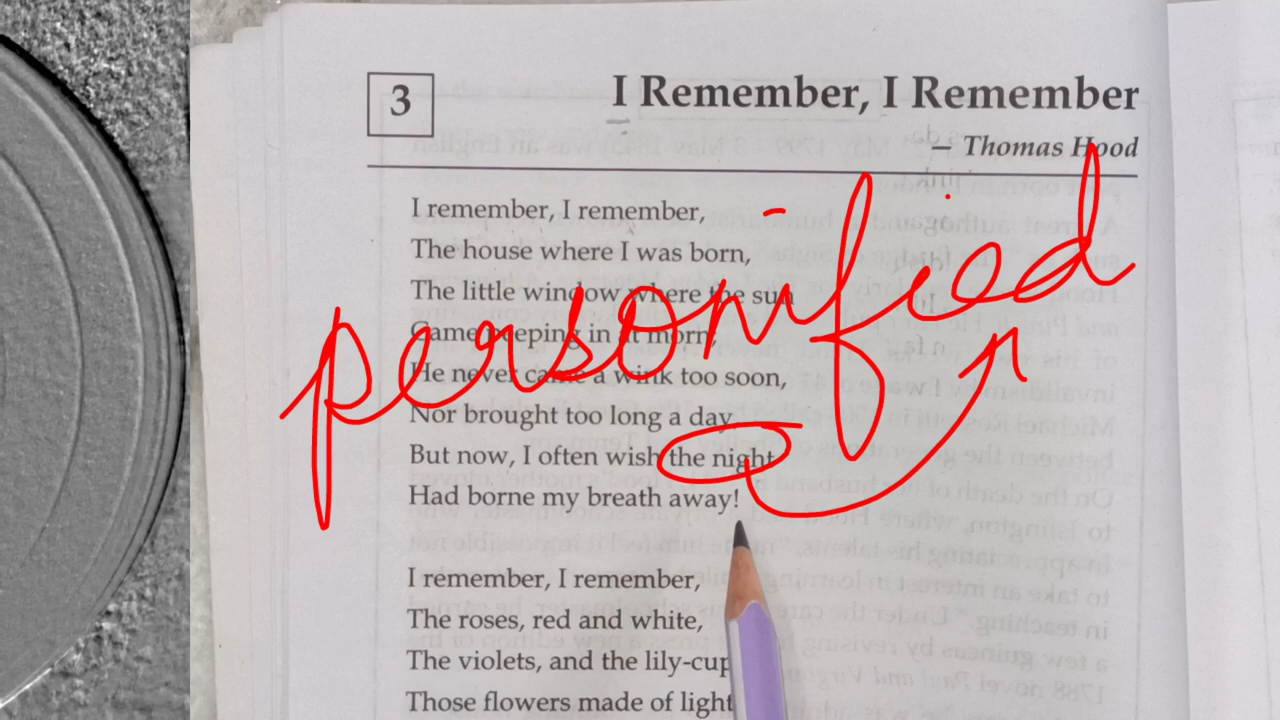 3
I Remember, I Remember
— Thomas Hood
I remember, I remember,
The house where I was born,
The little window where the sun
Came peeping in at morn;
He never came a wink too soon,
Nor brought too long a day,
But now, I often wish the night
Had borne my breath away!
personified
I remember, I remember,
The roses, red and white,
The violets, and the lily-cup
Those flowers made of light